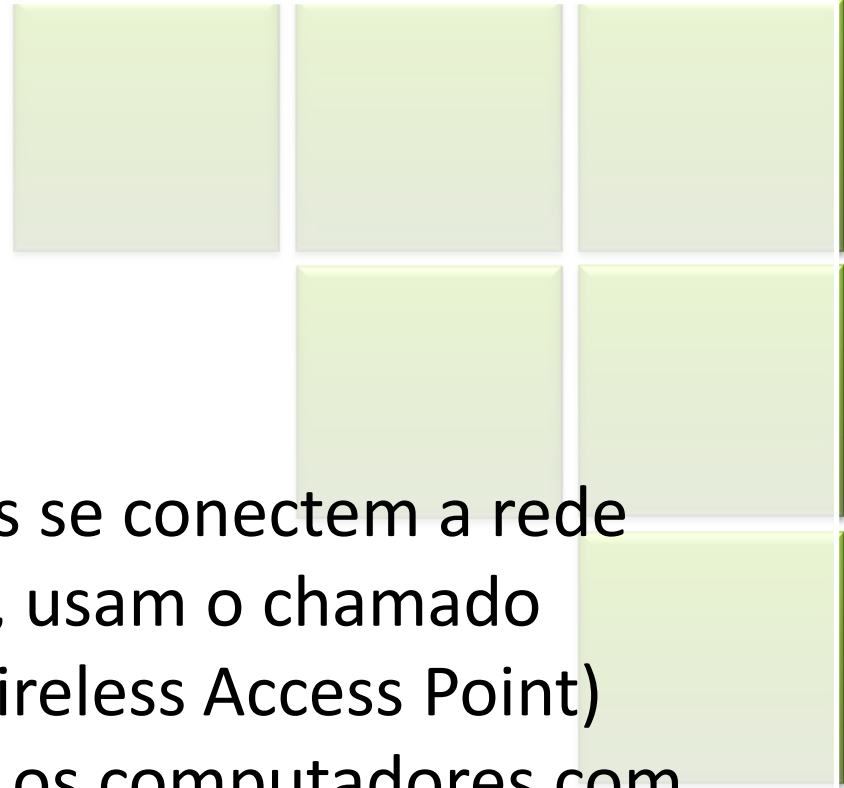 s se conectem a rede
, usam o chamado
ireless Access Point)
os computadores com